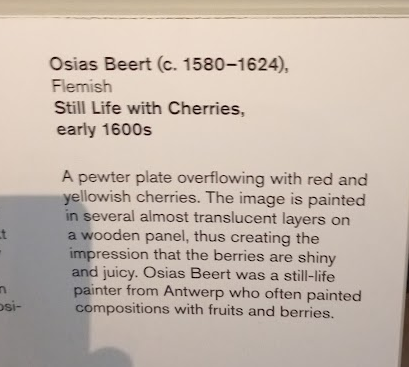 Osias Beert (c. 1580–1624),
Flemish
Still Life with Cherries,
early 1600s
A pewter plate overflowing with red and
yellowish cherries. The image is painted
in several almost translucent layers on
a wooden panel, thus creating the
impression that the berries are shiny
and juicy. Osias Beert was a still-life
painter from Antwerp who often painted
compositions with fruits and berries.